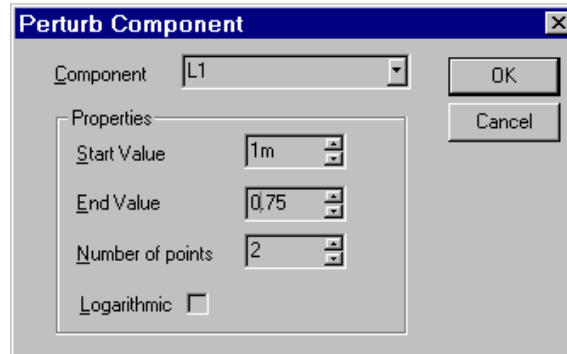 Perturb Component
Component L1
OK
Cancel
Properties
Start Value 1m
End Value 0.75
Number of points 2
Logarithmic